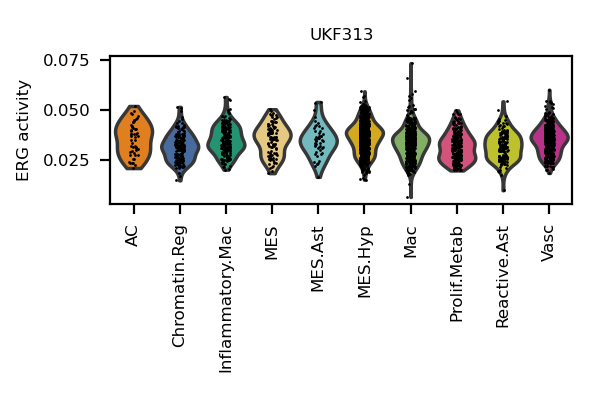 UKF313
ERG activity
0.075
0.050
0.025
AC
Chromatin.Reg
Inflammatory.Mac
MES
MES.Ast
MES.Hyp
Mac
Prolif.Metab
Reactive.Ast
Vasc